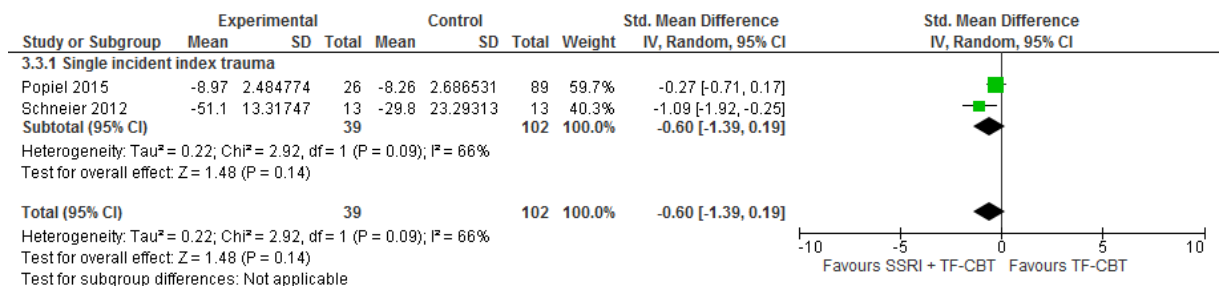 Experimental Control Std. Mean Difference Std. Mean Difference
Study or Subgroup Mean SD Total Mean SD Total Weight IV, Random, 95% CI IV, Random, 95% CI
3.3.1 Single incident index trauma
Popiel 2015 -8.97 2.484774 26 -8.26 2.686531 89 59.7% -0.27 [-0.71, 0.17]
Schneier 2012 -51.1 13.31747 13 -29.8 23.29313 13 40.3% -1.09 [-1.92, -0.25]
Subtotal (95% CI) 39 102 100.0% -0.60 [-1.39, 0.19]
Heterogeneity: Tau² = 0.22; Chi² = 2.92, df = 1 (P = 0.09); I² = 66%
Test for overall effect: Z = 1.48 (P = 0.14)
Total (95% CI) 39 102 100.0% -0.60 [-1.39, 0.19]
Heterogeneity: Tau² = 0.22; Chi² = 2.92, df = 1 (P = 0.09); I² = 66%
Test for overall effect: Z = 1.48 (P = 0.14)
Test for subgroup differences: Not applicable
-10 -5 0 5 10
Favours SSRI + TF-CBT Favours TF-CBT